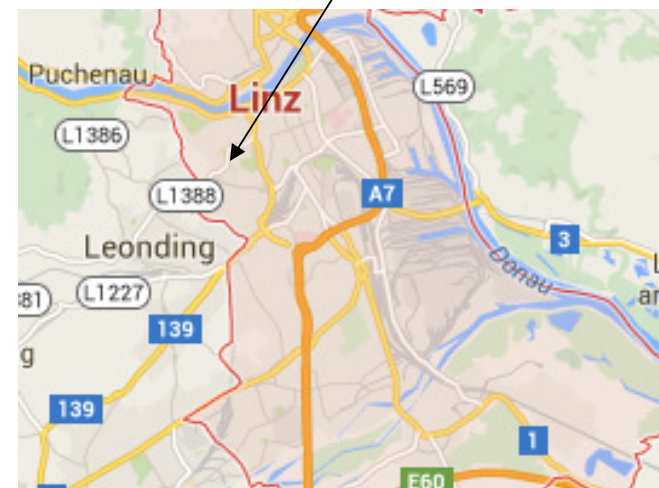 Puchenau
Linz
L569
L1386
L1388
A7
Leonding
3
Donau
L1227
139
139
1
E60